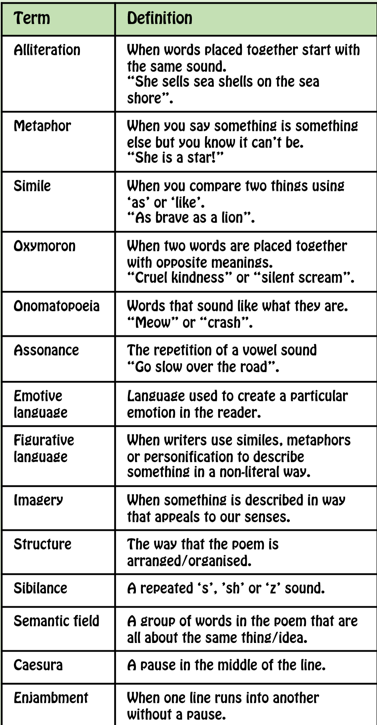 Term Definition
Alliteration When words placed together start with
the same sound.
“She sells sea shells on the sea
shore”.
Metaphor When you say something is something
else but you know it can’t be.
“She is a star!”
Simile When you compare two things using
‘as’ or ‘like’.
“As brave as a lion”.
Oxymoron When two words are placed together
with opposite meanings.
“Cruel kindness” or “silent scream”.
Onomatopoeia Words that sound like what they are.
“Meow” or “crash”.
Assonance The repetition of a vowel sound
“Go slow over the road”.
Emotive Language used to create a particular
language emotion in the reader.
Figurative When writers use similes, metaphors
language or personification to describe
something in a non-literal way.
Imagery When something is described in way
that appeals to our senses.
Structure The way that the poem is
arranged/organised.
Sibilance A repeated ‘s’, ’sh’ or ‘z’ sound.
Semantic field A group of words in the poem that are
all about the same thing/idea.
Caesura A pause in the middle of the line.
Enjambment When one line runs into another
without a pause.